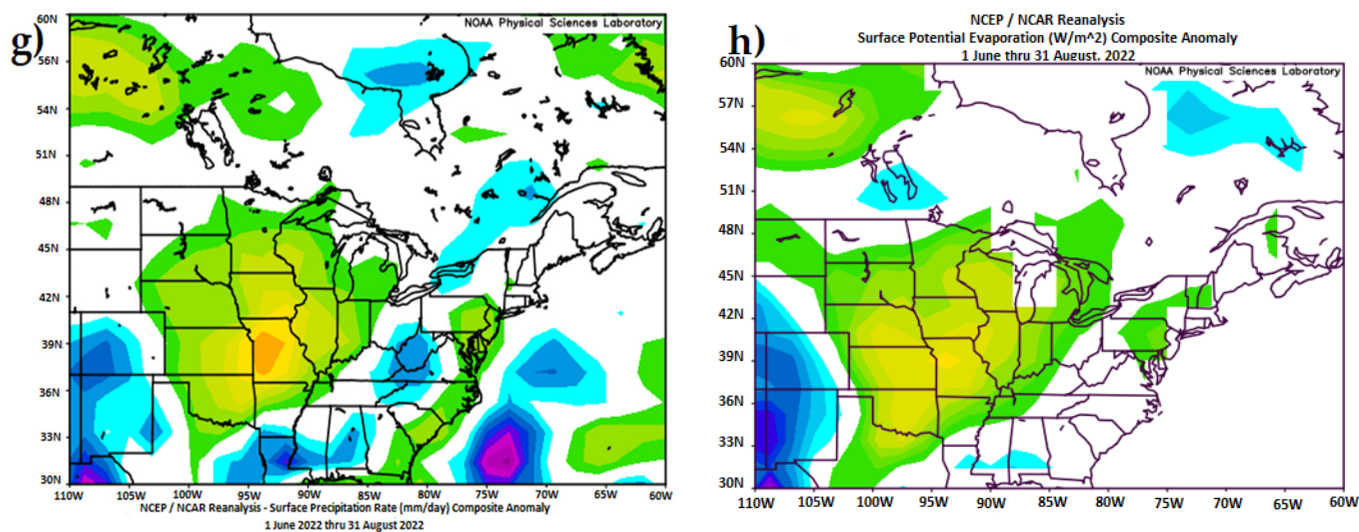 g)
NOAA Physical Sciences Laboratory
60N
56N
54N
51N
48N
45N
42N
39N
36N
33N
30N
110W
105W
100W
90W
85W
80W
75W
70W
65W
60W
NCEP / NCAR Reanalysis - Surface Precipitation Rate (mm/day) Composite Anomaly
1 June 2022 thru 31 August 2022
h)
NCEP / NCAR Reanalysis
Surface Potential Evaporation (W/m^2) Composite Anomaly
1 June thru 31 August. 2022
NOAA Physical Sciences Laboratory
60N
57N
54N
51N
48N
45N
42N
39N
36N
33N
30N
110W
105W
100W
95W
90W
85W
80W
75W
10W
65W
60W